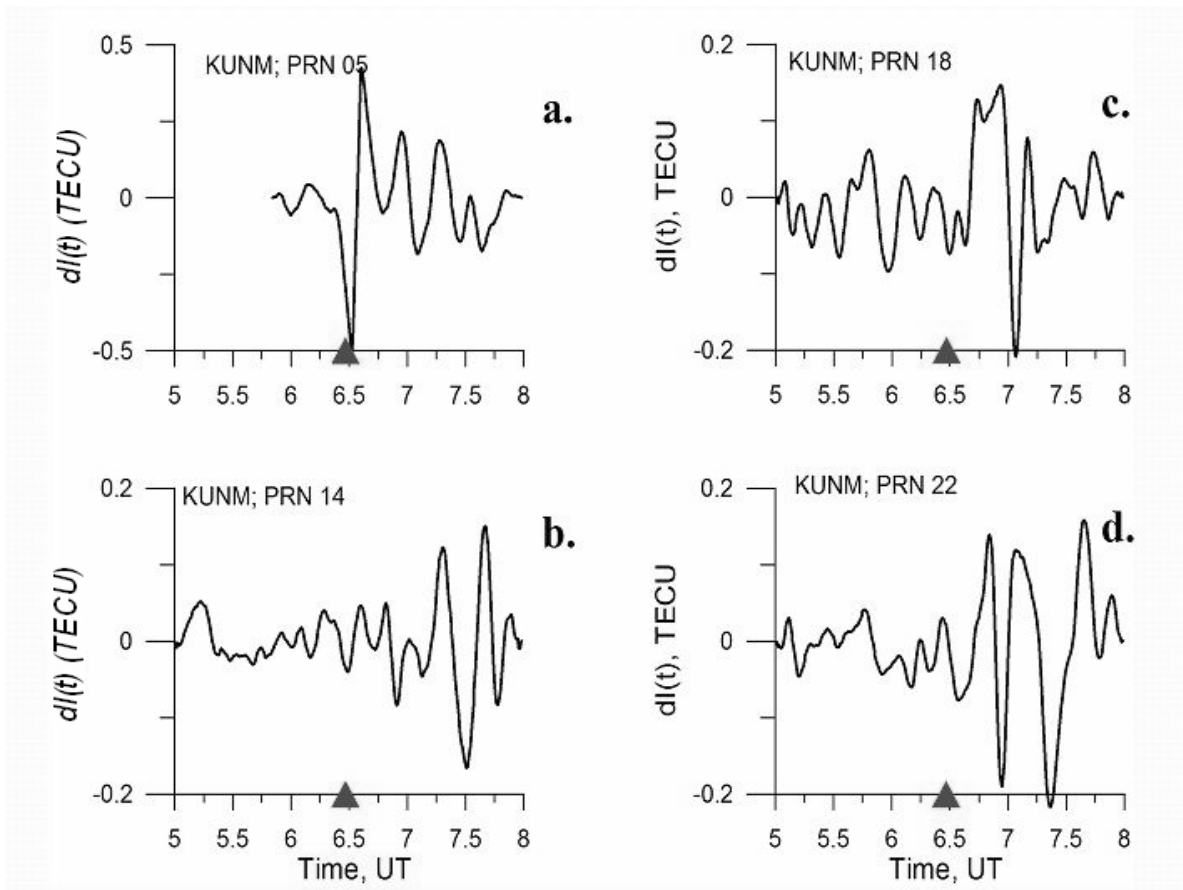 0.5
KUNM; PRN 05
a.
dI(t) (TECU)
0
-0.5
5 5.5 6 6.5 7 7.5 8
0.2
KUNM; PRN 18
c.
dI(t), TECU
0
-0.2
5 5.5 6 6.5 7 7.5 8
0.2
KUNM; PRN 14
b.
dI(t) (TECU)
0
-0.2
5 5.5 6 6.5 7 7.5 8
Time, UT
0.2
KUNM; PRN 22
d.
dI(t), TECU
0
-0.2
5 5.5 6 6.5 7 7.5 8
Time, UT